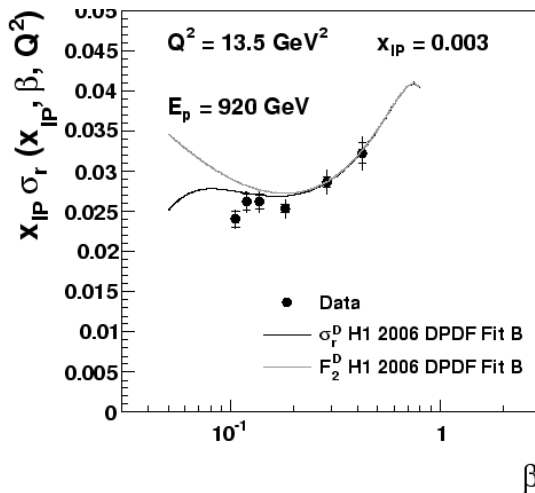 x_IP σ_r (x_IP, β, Q²)
0.05
0.045
0.04
0.035
0.03
0.025
0.02
0.015
0.01
0.005
0
Q² = 13.5 GeV²
x_IP = 0.003
E_p = 920 GeV
Data
σ_r^D H1 2006 DPDF Fit B
F_2^D H1 2006 DPDF Fit B
10⁻¹
1
β